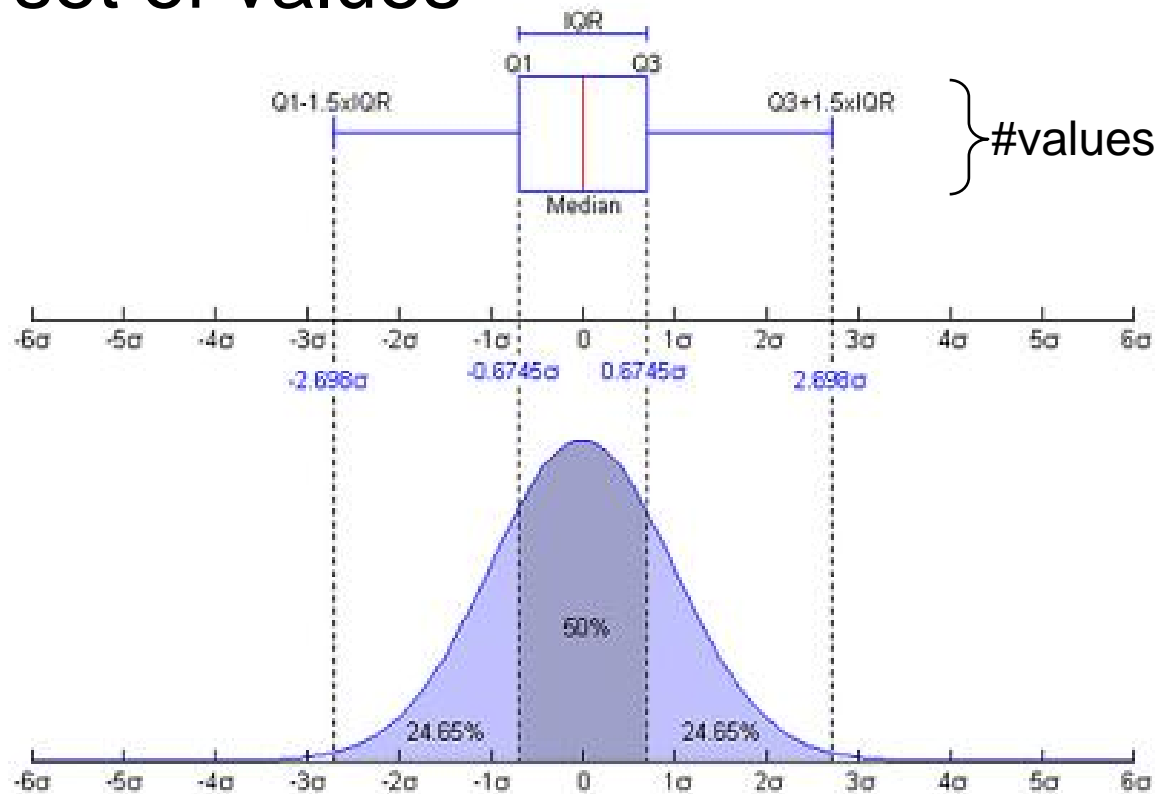 set of values
IQR
Q1 Q3
Q1-1.5xIQR Q3+1.5xIQR
#values
Median
-6σ -5σ -4σ -3σ -2σ -1σ 0 1σ 2σ 3σ 4σ 5σ 6σ
-2.698σ -0.6745σ 0.6745σ 2.698σ
50%
24.65% 24.65%
-6σ -5σ -4σ -3σ -2σ -1σ 0 1σ 2σ 3σ 4σ 5σ 6σ